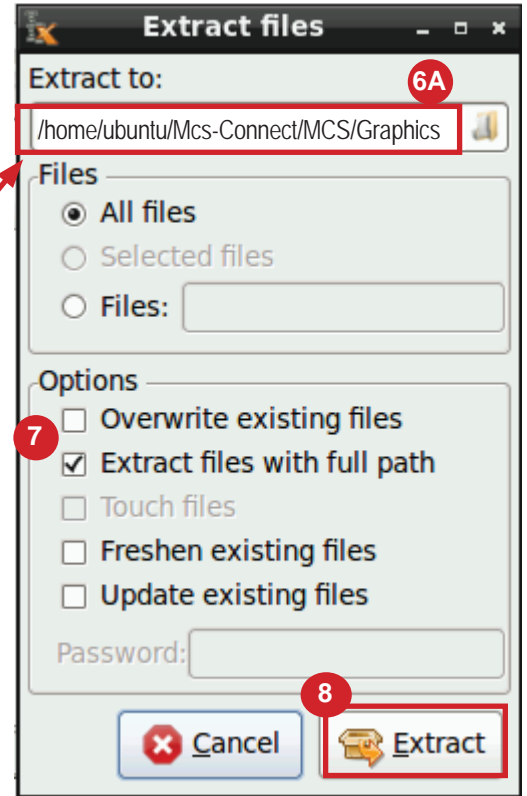 Extract files
Extract to:
6A
/home/ubuntu/Mcs-Connect/MCS/Graphics
Files
All files
Selected files
Files:
Options
7
Overwrite existing files
Extract files with full path
Touch files
Freshen existing files
Update existing files
Password:
8
Cancel
Extract